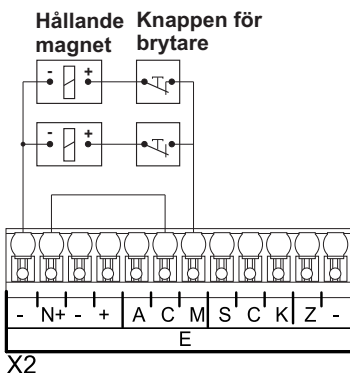 Hållande magnet
Knappen för brytare
- +
- +
- N+ - + A C M S C K Z -
E
X2